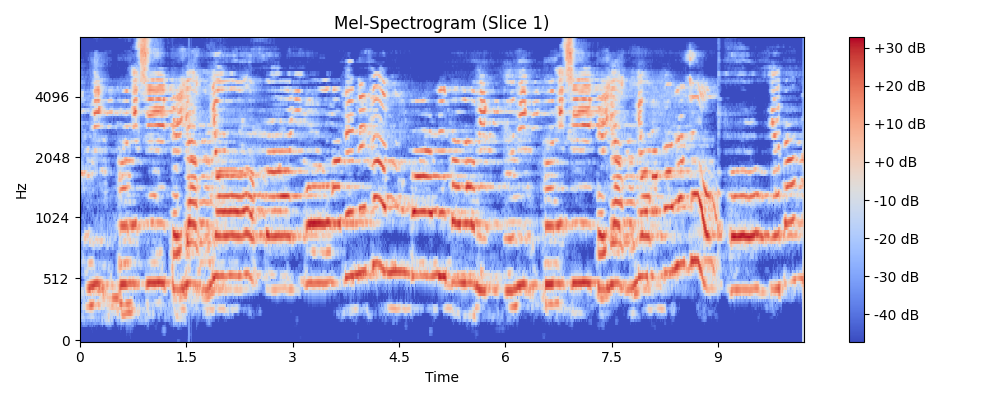 Mel-Spectrogram (Slice 1)
Hz
4096
2048
1024
512
0
0 1.5 3 4.5 6 7.5 9
Time
+30 dB
+20 dB
+10 dB
+0 dB
-10 dB
-20 dB
-30 dB
-40 dB